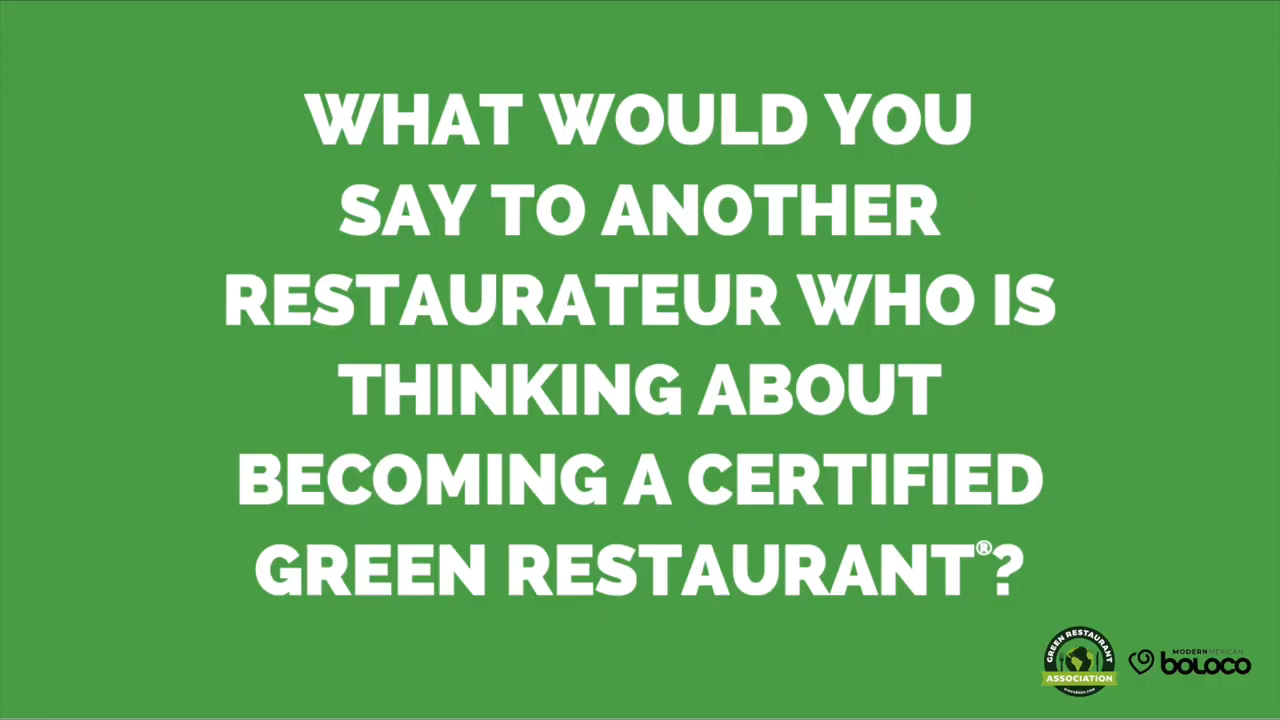 WHAT WOULD YOU
SAY TO ANOTHER
RESTAURATEUR WHO IS
THINKING ABOUT
BECOMING A CERTIFIED
GREEN RESTAURANT®?
GREEN RESTAURANT
ASSOCIATION
MODERN MEXICAN
boloco